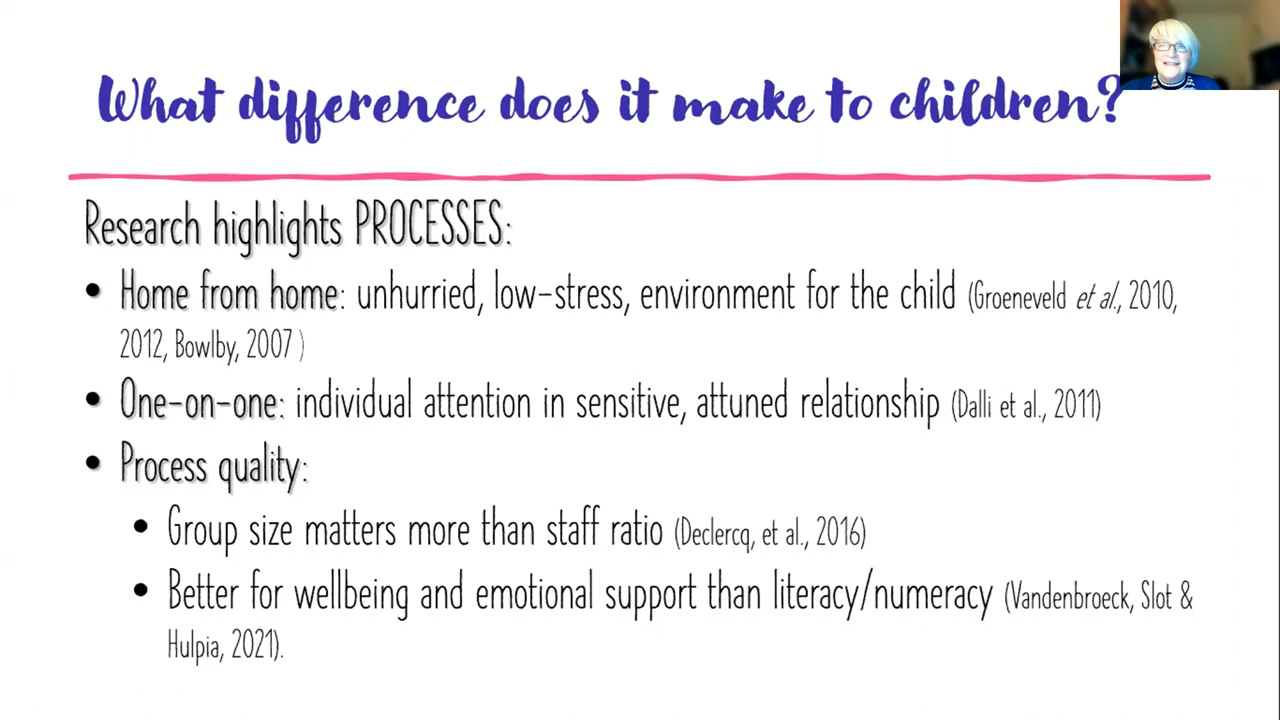 What difference does it make to children?
Research highlights PROCESSES:
• Home from home: unhurried, low-stress, environment for the child (Groeneveld et al., 2010,
2012, Bowlby, 2007 )
• One-on-one: individual attention in sensitive, attuned relationship (Dalli et al., 2011)
• Process quality:
• Group size matters more than staff ratio (Declercq, et al., 2016)
• Better for wellbeing and emotional support than literacy/numeracy (Vandenbroeck, Slot &
Hulpia, 2021).